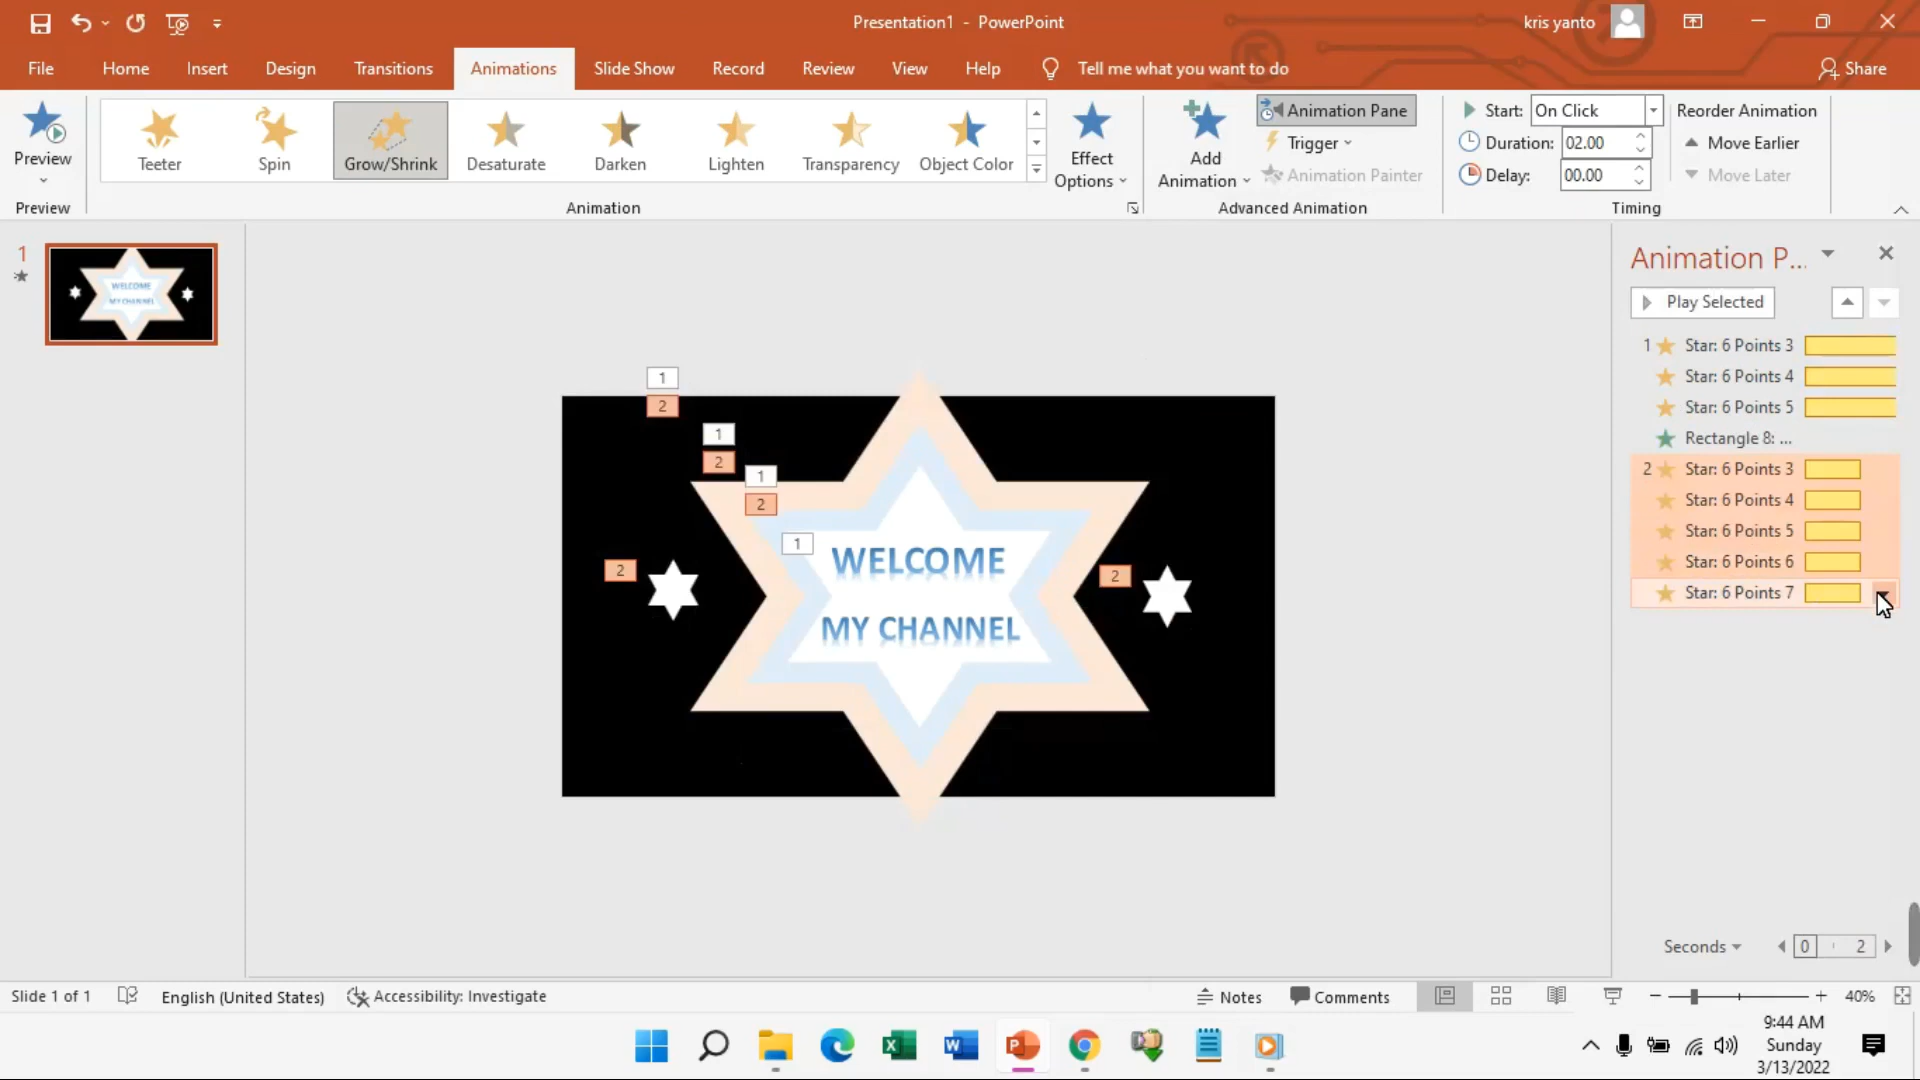 Presentation1 - PowerPoint
kris yanto
File Home Insert Design Transitions Animations Slide Show Record Review View Help Tell me what you want to do Share
Preview
Teeter Spin Grow/Shrink Desaturate Darken Lighten Transparency Object Color
Effect Options
Add Animation
Animation Pane
Trigger
Animation Painter
Start: On Click
Duration: 02.00
Delay: 00.00
Reorder Animation
Move Earlier
Move Later
Preview Animation Advanced Animation Timing
1
WELCOME
MY CHANNEL
1
2
1
2
1
2
1
2
2
WELCOME
MY CHANNEL
Animation P...
Play Selected
1 Star: 6 Points 3
Star: 6 Points 4
Star: 6 Points 5
Rectangle 8: ...
2 Star: 6 Points 3
Star: 6 Points 4
Star: 6 Points 5
Star: 6 Points 6
Star: 6 Points 7
Seconds 0 2
Slide 1 of 1 English (United States) Accessibility: Investigate Notes Comments 40%
9:44 AM
Sunday
3/13/2022